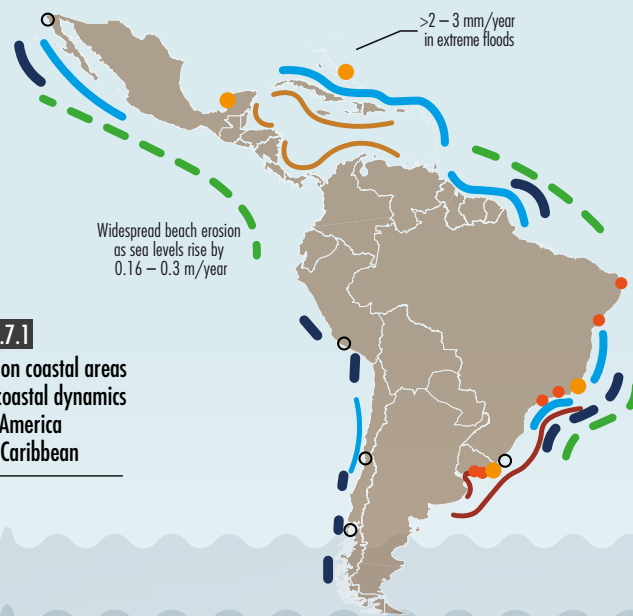 >2 – 3 mm/year
in extreme floods
Widespread beach erosion
as sea levels rise by
0.16 – 0.3 m/year
.7.1
on coastal areas
coastal dynamics
America
Caribbean